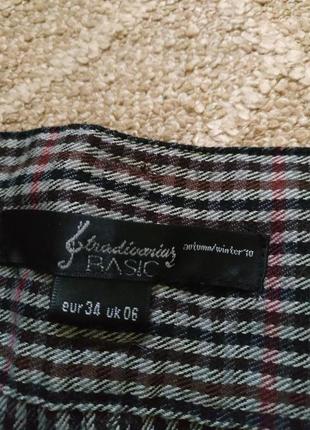 Stradivarius
BASIC
autumn/winter'10
eur 34 uk 06